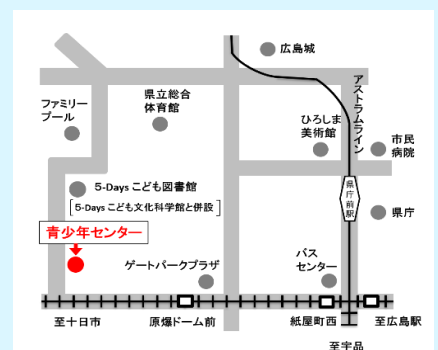 広島城
アストラムライン
ファミリー
プール
県立総合
体育館
ひろしま
美術館
市民
病院
5-Days こども図書館
[5-Days こども文化科学館と併設]
県庁前駅
県庁
青少年センター
ゲートパークプラザ
バス
センター
至十日市
原爆ドーム前
紙屋町西
至広島駅
至宇品